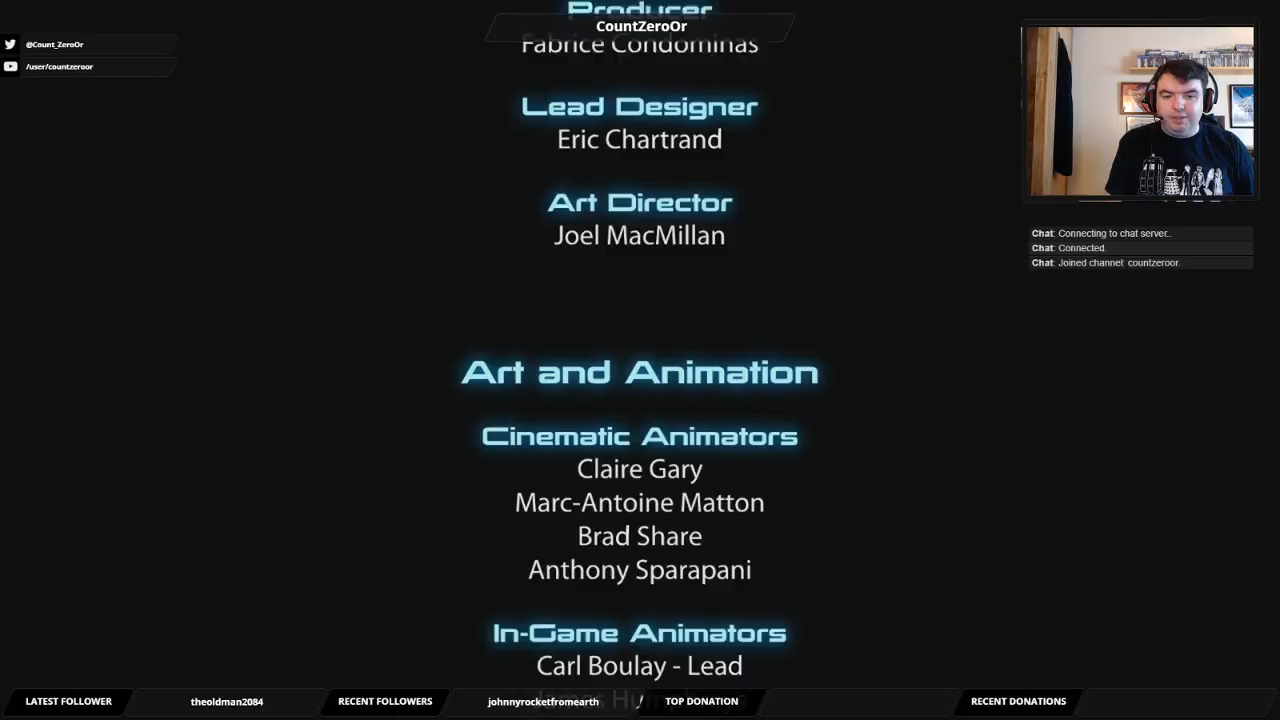 Producer
CountZeroOr
Fabrice Condominas
@Count_ZeroOr
/user/countzeroor
Lead Designer
Eric Chartrand
Art Director
Joel MacMillan
Chat: Connecting to chat server..
Chat: Connected.
Chat: Joined channel: countzeroor.
Art and Animation
Cinematic Animators
Claire Gary
Marc-Antoine Matton
Brad Share
Anthony Sparapani
In-Game Animators
Carl Boulay - Lead
James
LATEST FOLLOWER theoldman2084 RECENT FOLLOWERS johnnyrocketfromearth / TOP DONATION RECENT DONATIONS